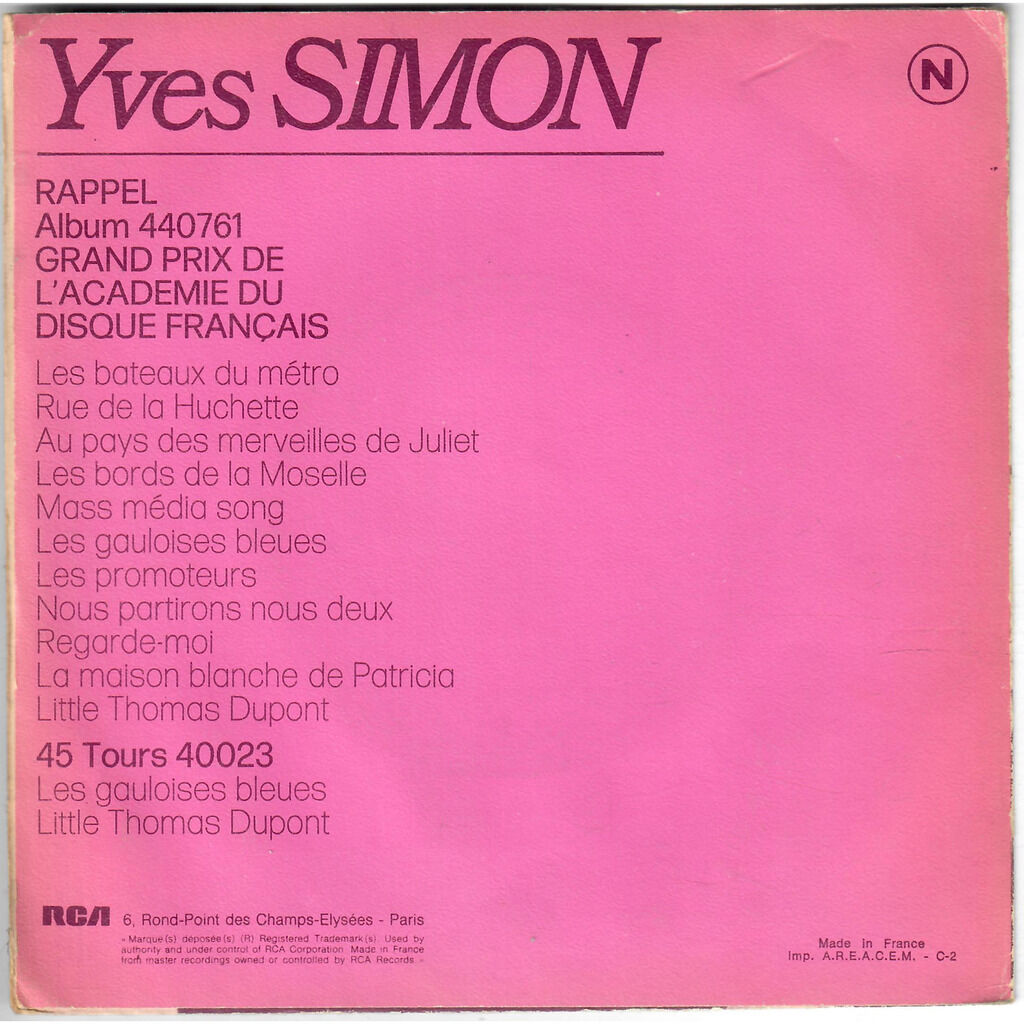 Yves SIMON
N
RAPPEL
Album 440761
GRAND PRIX DE
L'ACADEMIE DU
DISQUE FRANÇAIS
Les bateaux du métro
Rue de la Huchette
Au pays des merveilles de Juliet
Les bords de la Moselle
Mass média song
Les gauloises bleues
Les promoteurs
Nous partirons nous deux
Regarde-moi
La maison blanche de Patricia
Little Thomas Dupont
45 Tours 40023
Les gauloises bleues
Little Thomas Dupont
RCA 6, Rond-Point des Champs-Elysées - Paris
« Marque(s) déposée(s) (R) Registered Trademark(s). Used by
authority and under control of RCA Corporation. Made in France
from master recordings owned or controlled by RCA Records. »
Made in France
Imp. A.R.E.A.C.E.M. - C-2